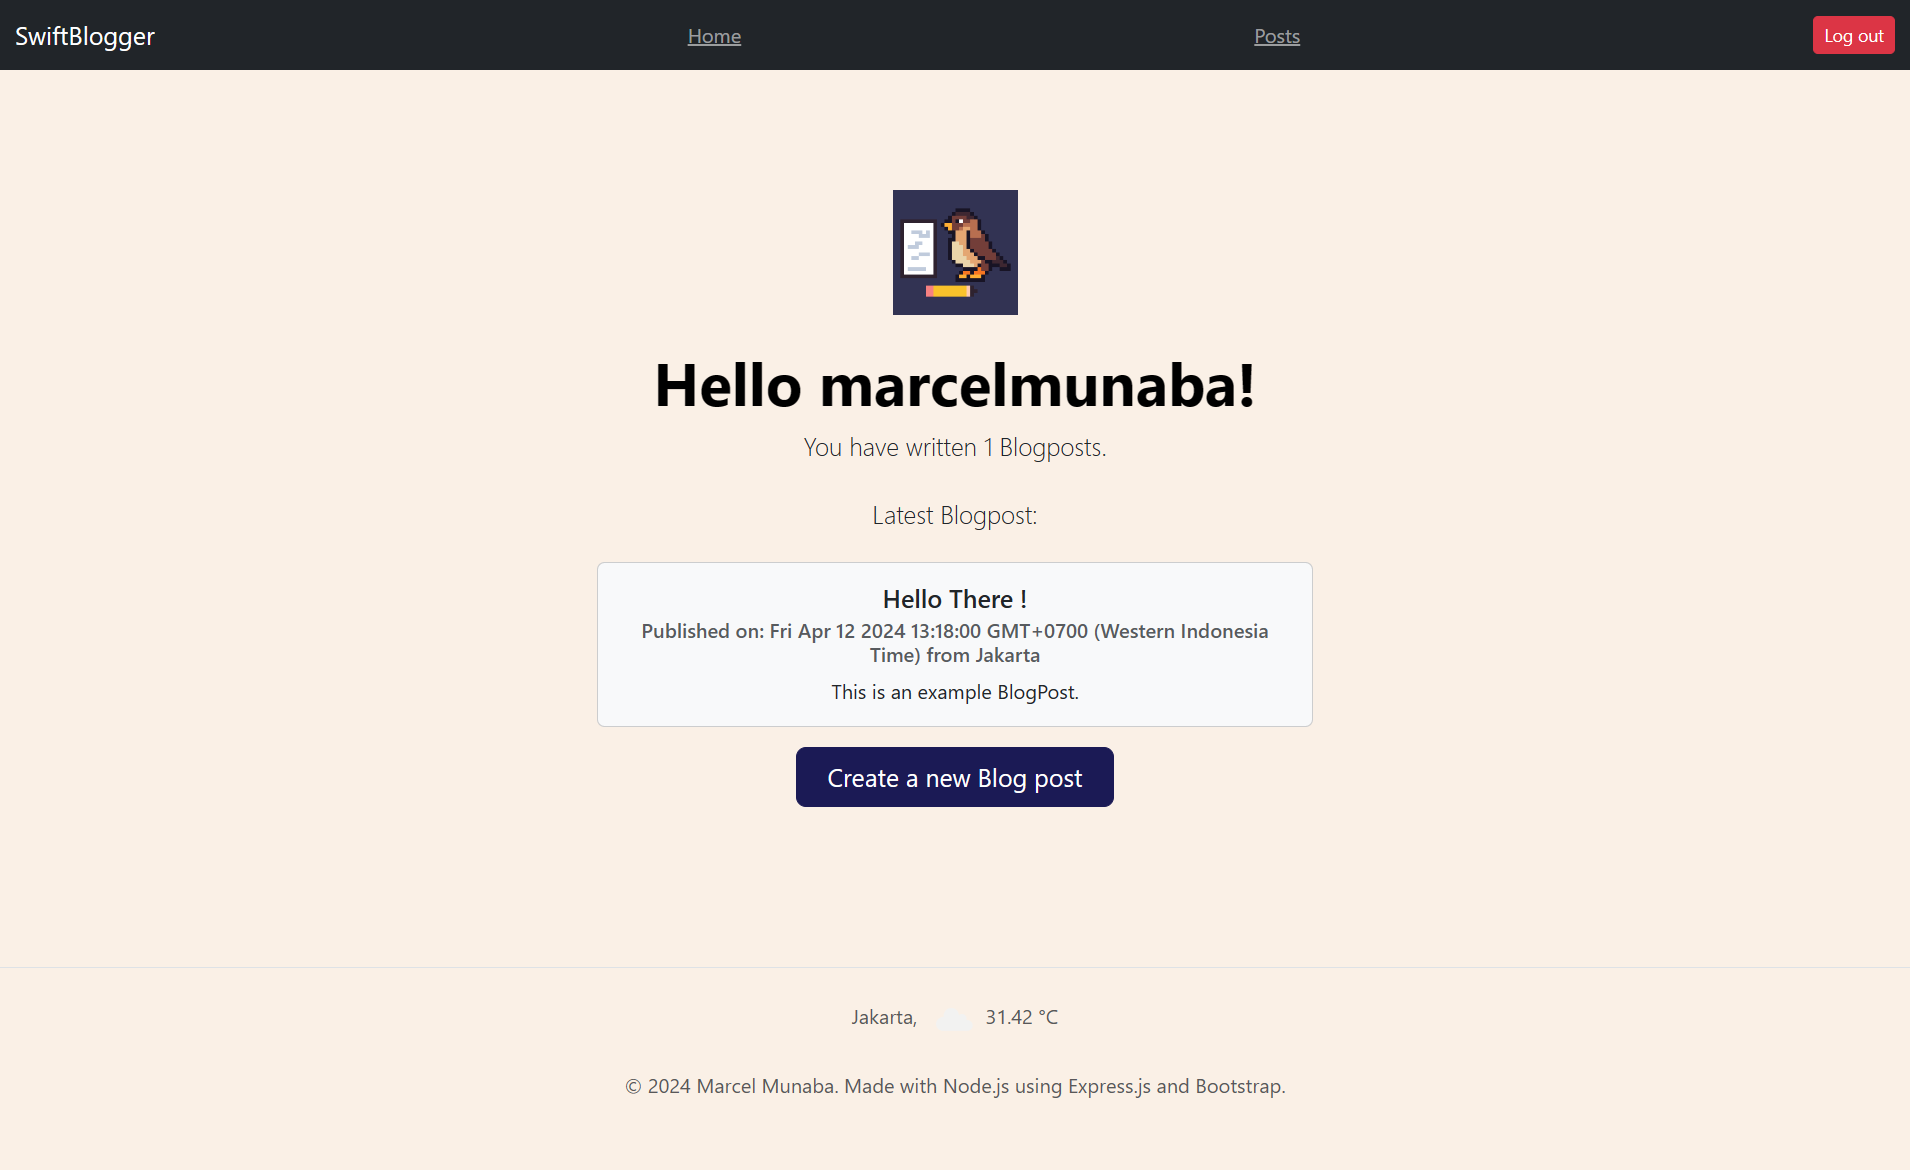 SwiftBlogger
Home
Posts
Log out
Hello marcelmunaba!
You have written 1 Blogposts.
Latest Blogpost:
Hello There !
Published on: Fri Apr 12 2024 13:18:00 GMT+0700 (Western Indonesia
Time) from Jakarta
This is an example BlogPost.
Create a new Blog post
Jakarta, 31.42 °C
© 2024 Marcel Munaba. Made with Node.js using Express.js and Bootstrap.